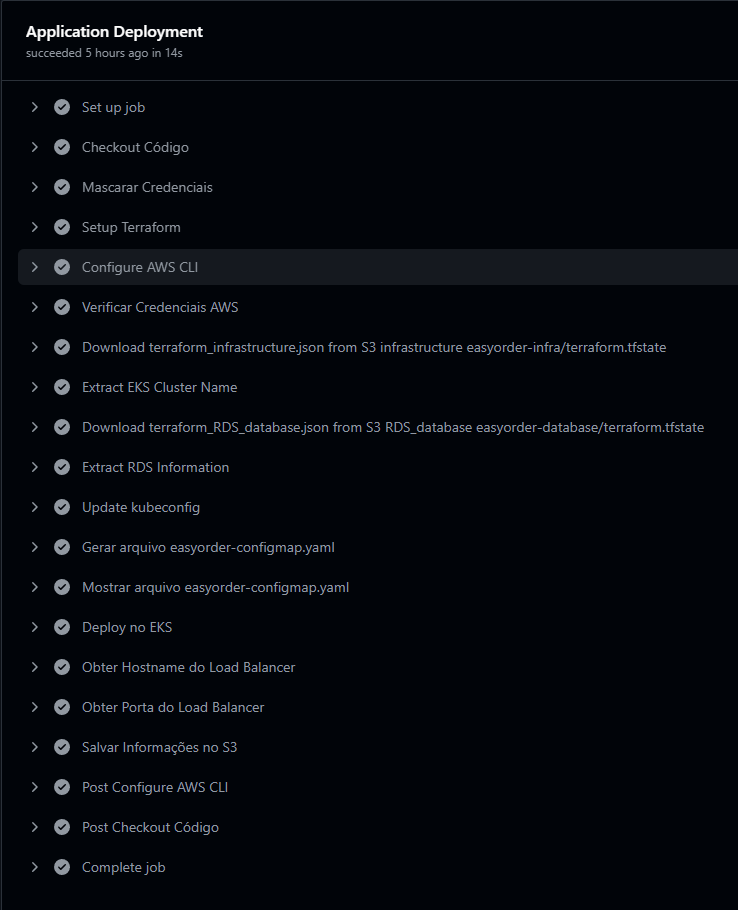 Application Deployment
succeeded 5 hours ago in 14s
Set up job
Checkout Código
Mascarar Credenciais
Setup Terraform
Configure AWS CLI
Verificar Credenciais AWS
Download terraform_infrastructure.json from S3 infrastructure easyorder-infra/terraform.tfstate
Extract EKS Cluster Name
Download terraform_RDS_database.json from S3 RDS_database easyorder-database/terraform.tfstate
Extract RDS Information
Update kubeconfig
Gerar arquivo easyorder-configmap.yaml
Mostrar arquivo easyorder-configmap.yaml
Deploy no EKS
Obter Hostname do Load Balancer
Obter Porta do Load Balancer
Salvar Informações no S3
Post Configure AWS CLI
Post Checkout Código
Complete job